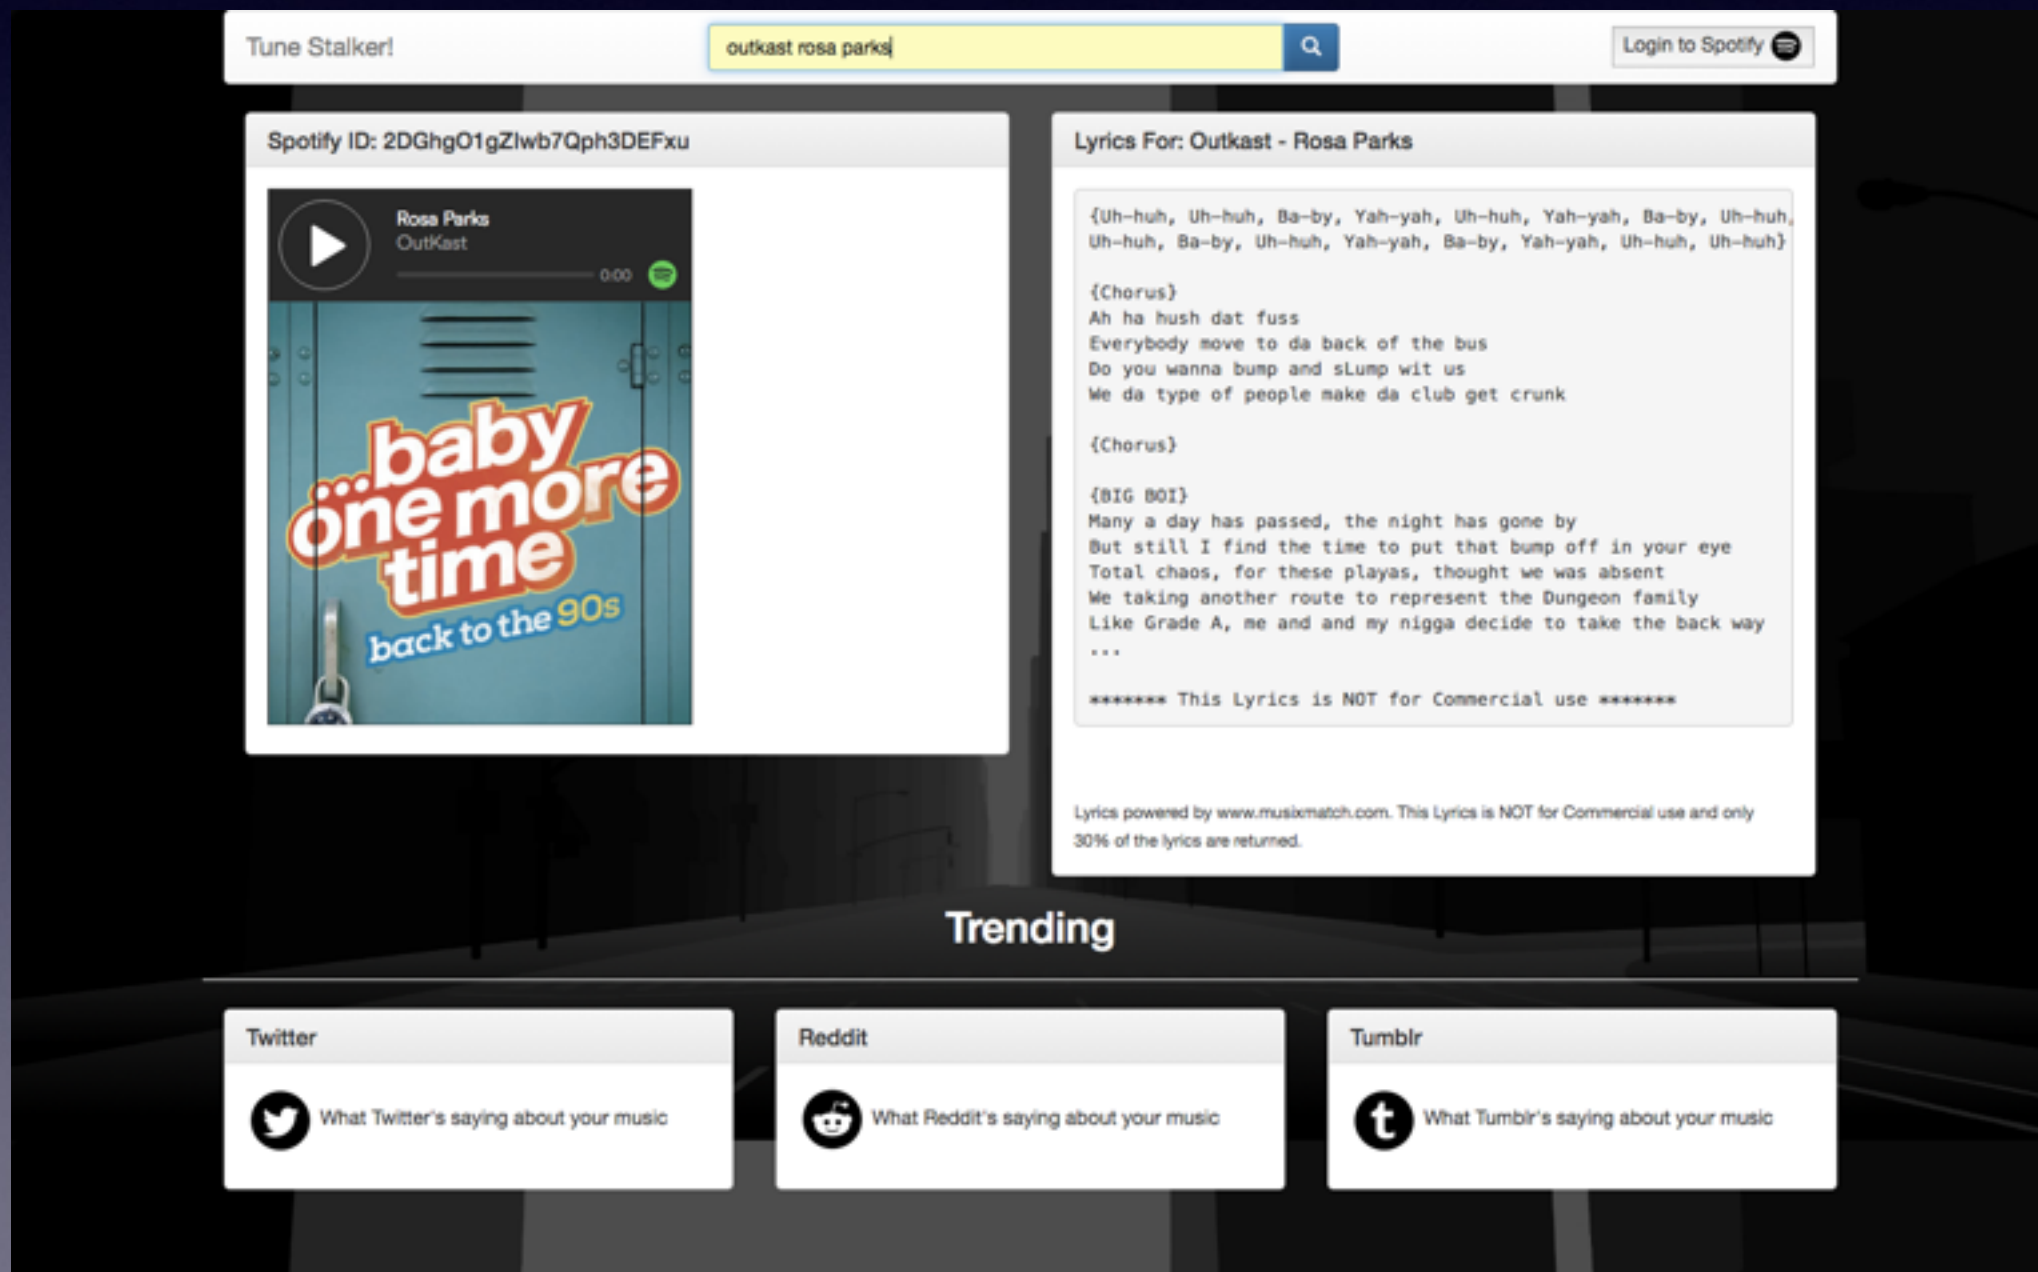 Tune Stalker!
outkast rosa parks
Login to Spotify
Spotify ID: 2DGhgO1gZIwb7Qph3DEFxu
Rosa Parks
OutKast
0:00
...baby
one more
time
back to the 90s
Lyrics For: Outkast - Rosa Parks
{Uh-huh, Uh-huh, Ba-by, Yah-yah, Uh-huh, Yah-yah, Ba-by, Uh-huh,
Uh-huh, Ba-by, Uh-huh, Yah-yah, Ba-by, Yah-yah, Uh-huh, Uh-huh}
{Chorus}
Ah ha hush dat fuss
Everybody move to da back of the bus
Do you wanna bump and sLump wit us
We da type of people make da club get crunk
{Chorus}
{BIG BOI}
Many a day has passed, the night has gone by
But still I find the time to put that bump off in your eye
Total chaos, for these playas, thought we was absent
We taking another route to represent the Dungeon family
Like Grade A, me and and my nigga decide to take the back way
...
******* This Lyrics is NOT for Commercial use *******
Lyrics powered by www.musixmatch.com. This Lyrics is NOT for Commercial use and only
30% of the lyrics are returned.
Trending
Twitter
What Twitter's saying about your music
Reddit
What Reddit's saying about your music
Tumblr
What Tumblr's saying about your music